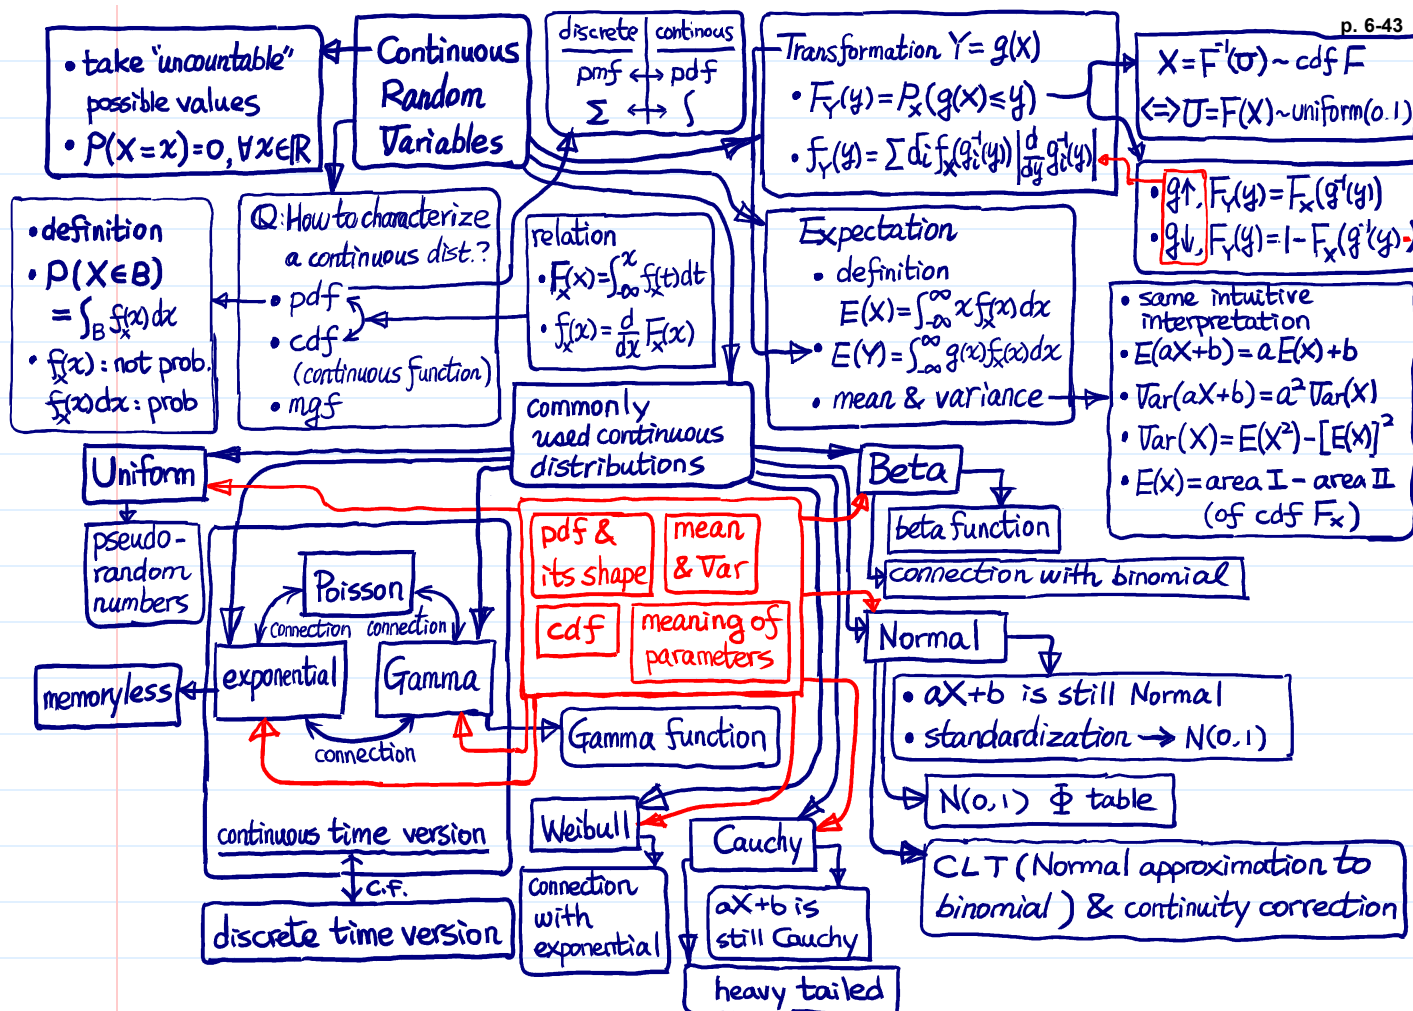 p. 6-43
• take "uncountable"
possible values
• P(X=x)=0, ∀x∈ℝ
Continuous
Random
Variables
discrete | continous
pmf ↔ pdf
Σ ↔ ∫
Transformation Y=g(X)
• F_Y(y)=P_X(g(X)≤y)
• f_Y(y)=Σ d_i f_X(g_i^{-1}(y)) |d/dy g_i^{-1}(y)|
X=F^{-1}(U)~cdf F
<=> U=F(X)~uniform(0,1)
• g↑, F_Y(y)=F_X(g^{-1}(y))
• g↓, F_Y(y)=1-F_X(g^{-1}(y)-)
• definition
• P(X∈B)
=∫_B f_X(x)dx
• f_X(x): not prob.
f_X(x)dx: prob
Q: How to characterize
a continuous dist.?
• pdf
• cdf
(continuous function)
• mgf
relation
• F_X(x)=∫_{-∞}^x f_X(t)dt
• f_X(x)=d/dx F_X(x)
Expectation
• definition
E(X)=∫_{-∞}^∞ x f_X(x)dx
• E(Y)=∫_{-∞}^∞ g(x)f_X(x)dx
• mean & variance
• same intuitive
interpretation
• E(aX+b)=aE(X)+b
• Var(aX+b)=a² Var(X)
• Var(X)=E(X²)-[E(X)]²
• E(X)=area I - area II
(of cdf F_X)
commonly
used continuous
distributions
Uniform
pseudo-
random
numbers
Poisson
connection connection
exponential
Gamma
connection
memoryless
continuous time version
c.f.
discrete time version
pdf &
its shape
mean
& Var
cdf
meaning of
parameters
Gamma function
Beta
beta function
connection with binomial
Normal
• aX+b is still Normal
• standardization → N(0,1)
N(0,1) Φ table
CLT (Normal approximation to
binomial) & continuity correction
Weibull
connection
with
exponential
Cauchy
aX+b is
still Cauchy
heavy tailed